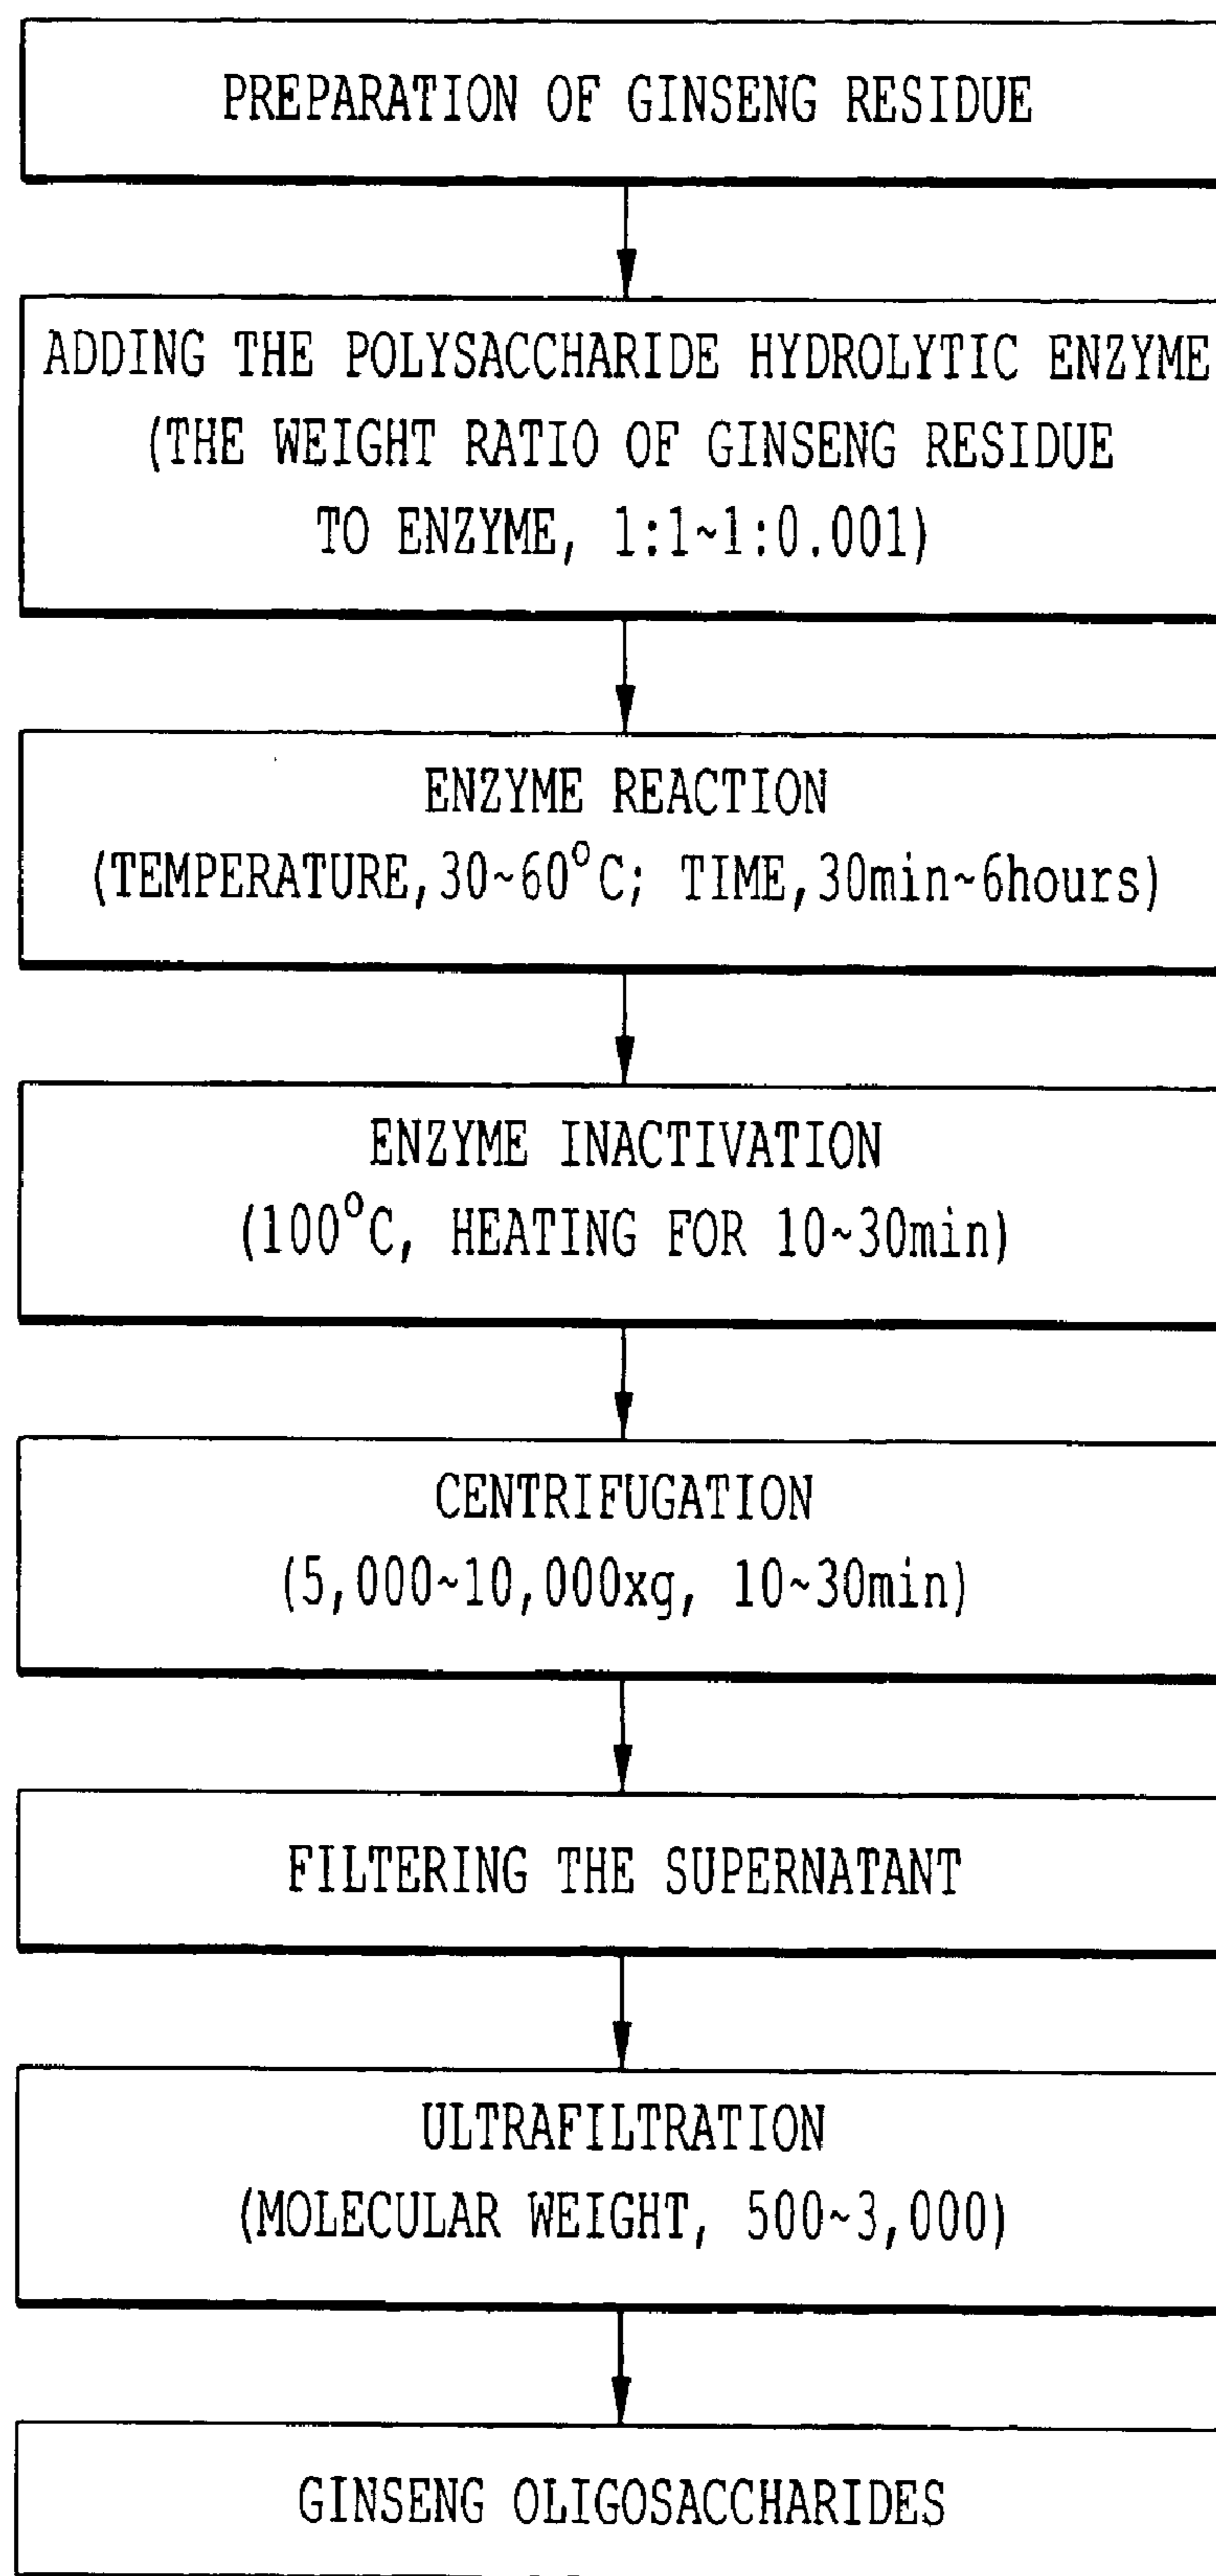 PREPARATION OF GINSENG RESIDUE
ADDING THE POLYSACCHARIDE HYDROLYTIC ENZYME
(THE WEIGHT RATIO OF GINSENG RESIDUE
TO ENZYME, 1:1~1:0.001)
ENZYME REACTION
(TEMPERATURE,30~60°C; TIME,30min~6hours)
ENZYME INACTIVATION
(100°C, HEATING FOR 10~30min)
CENTRIFUGATION
(5,000~10,000xg, 10~30min)
FILTERING THE SUPERNATANT
ULTRAFILTRATION
(MOLECULAR WEIGHT, 500~3,000)
GINSENG OLIGOSACCHARIDES